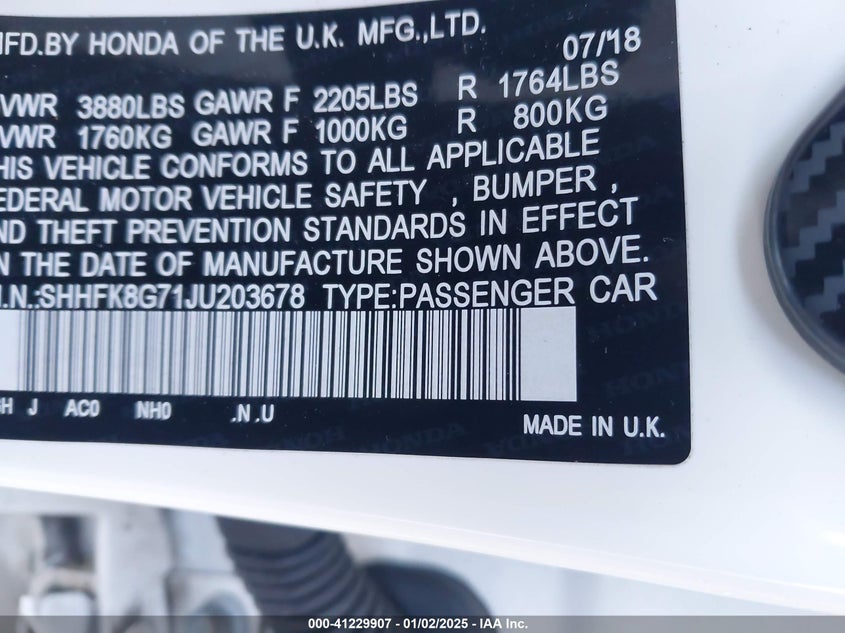 MFD.BY HONDA OF THE U.K. MFG.,LTD.
07/18
VWR 3880LBS GAWR F 2205LBS R 1764LBS
VWR 1760KG GAWR F 1000KG R 800KG
HIS VEHICLE CONFORMS TO ALL APPLICABLE
EDERAL MOTOR VEHICLE SAFETY , BUMPER ,
ND THEFT PREVENTION STANDARDS IN EFFECT
N THE DATE OF MANUFACTURE SHOWN ABOVE.
I.N.:SHHFK8G71JU203678 TYPE:PASSENGER CAR
GH J AC0 NH0 .N .U
MADE IN U.K.
000-41229907 - 01/02/2025 - IAA Inc.